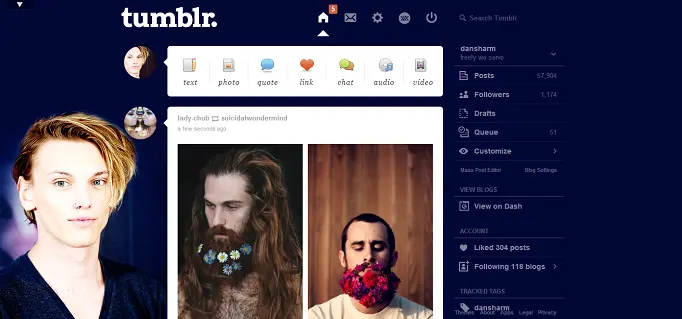 tumblr.
5
Search Tumblr
text photo quote link chat audio video
dansharm
freely we serve
Posts 57,904
Followers 1,174
Drafts
Queue 51
Customize
Mass Post Editor Blog Settings
lady-chub suicidalwondermind
a few seconds ago
VIEW BLOGS
View on Dash
ACCOUNT
Liked 304 posts
Following 118 blogs
TRACKED TAGS
dansharm
Themes About Apps Legal Privacy